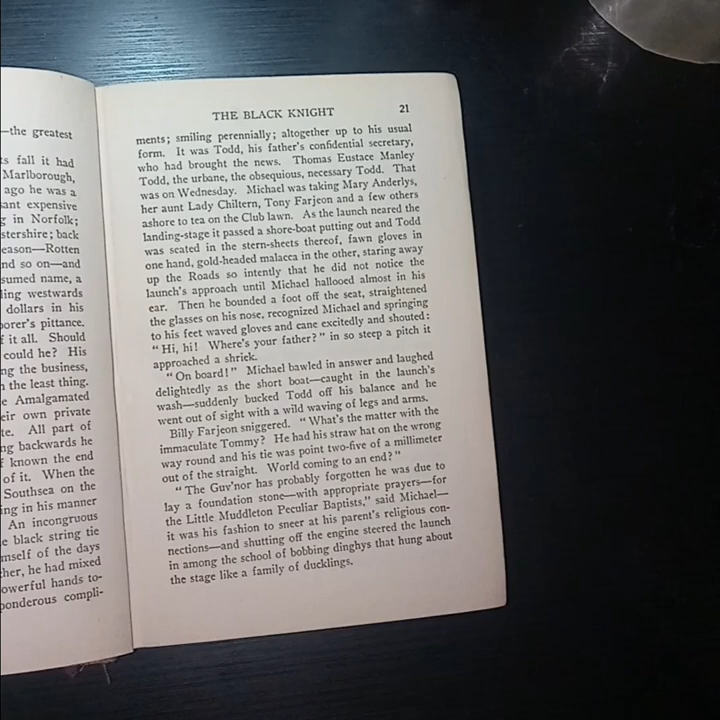 —the greatest
s fall it had
Marlborough,
ago he was a
ant expensive
g in Norfolk;
stershire; back
eason—Rotten
nd so on—and
sumed name, a
ling westwards
dollars in his
orer's pittance.
f it all. Should
could he? His
ng the business,
n the least thing.
e Amalgamated
eir own private
te. All part of
ng backwards he
f known the end
of it. When the
Southsea on the
ing in his manner
An incongruous
e black string tie
mself of the days
ther, he had mixed
owerful hands to-
ponderous compli-
THE BLACK KNIGHT 21
ments; smiling perennially; altogether up to his usual
form. It was Todd, his father's confidential secretary,
who had brought the news. Thomas Eustace Manley
Todd, the urbane, the obsequious, necessary Todd. That
was on Wednesday. Michael was taking Mary Anderlys,
her aunt Lady Chiltern, Tony Farjeon and a few others
ashore to tea on the Club lawn. As the launch neared the
landing-stage it passed a shore-boat putting out and Todd
was seated in the stern-sheets thereof, fawn gloves in
one hand, gold-headed malacca in the other, staring away
up the Roads so intently that he did not notice the
launch's approach until Michael hallooed almost in his
ear. Then he bounded a foot off the seat, straightened
the glasses on his nose, recognized Michael and springing
to his feet waved gloves and cane excitedly and shouted:
"Hi, hi! Where's your father?" in so steep a pitch it
approached a shriek.
"On board!" Michael bawled in answer and laughed
delightedly as the short boat—caught in the launch's
wash—suddenly bucked Todd off his balance and he
went out of sight with a wild waving of legs and arms.
Billy Farjeon sniggered. "What's the matter with the
immaculate Tommy? He had his straw hat on the wrong
way round and his tie was point two-five of a millimeter
out of the straight. World coming to an end?"
"The Guv'nor has probably forgotten he was due to
lay a foundation stone—with appropriate prayers—for
the Little Muddleton Peculiar Baptists," said Michael—
it was his fashion to sneer at his parent's religious con-
nections—and shutting off the engine steered the launch
in among the school of bobbing dinghys that hung about
the stage like a family of ducklings.